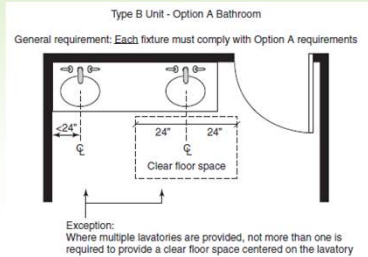 Type B Unit - Option A Bathroom
General requirement: Each fixture must comply with Option A requirements
<24"
24" 24"
℄ ℄
Clear floor space
Exception:
Where multiple lavatories are provided, not more than one is
required to provide a clear floor space centered on the lavatory